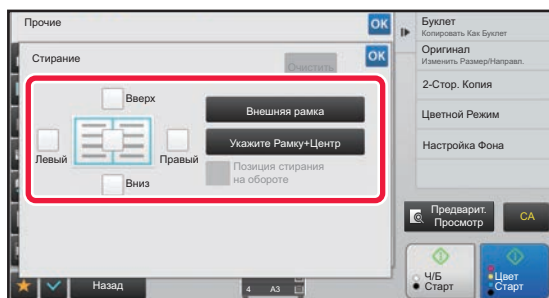 Прочие
OK
Стирание
OK
Очистить
Вверх
Левый
Правый
Вниз
Внешняя рамка
Укажите Рамку+Центр
Позиция стирания
на обороте
Назад
4 A3
Буклет
Копировать Как Буклет
Оригинал
Изменить Размер/Направл.
2-Стор. Копия
Цветной Режим
Настройка Фона
Предварит.
Просмотр
CA
Ч/Б
Старт
Цвет
Старт